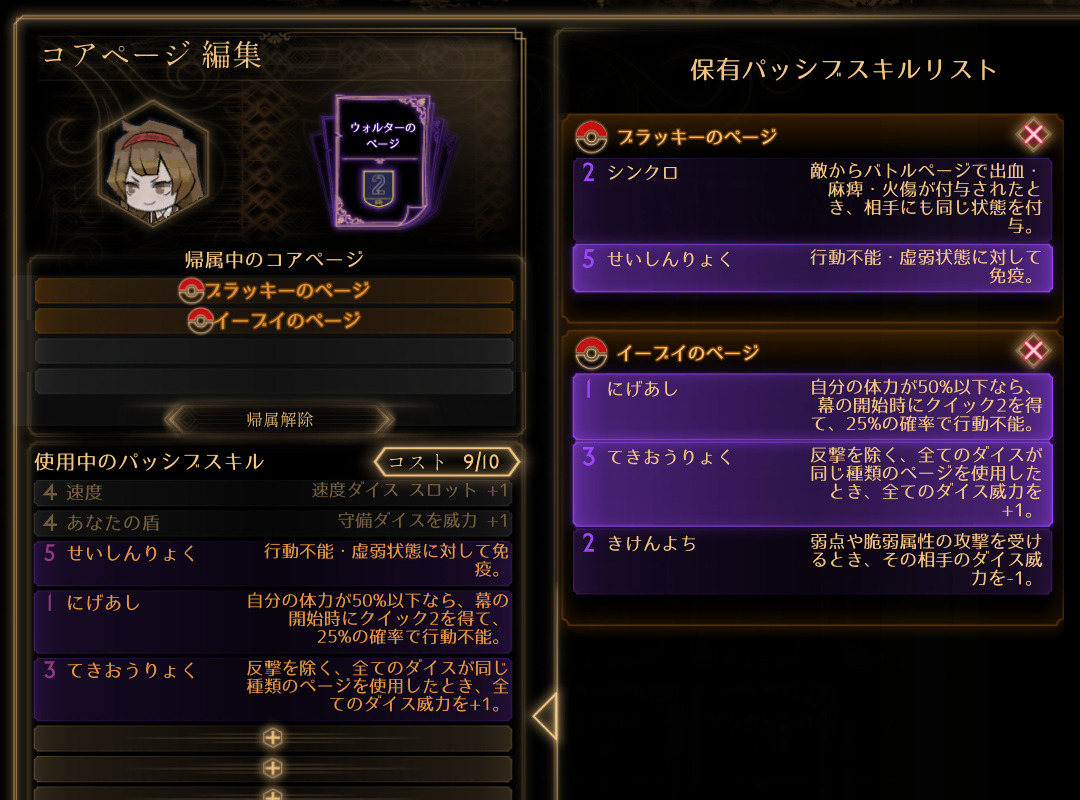 コアページ 編集
ウォルターの
ページ
2
帰属中のコアページ
ブラッキーのページ
イーブイのページ
帰属解除
使用中のパッシブスキル
コスト 9/10
4 速度 速度ダイス スロット +1
4 あなたの盾 守備ダイスを威力 +1
5 せいしんりょく 行動不能・虚弱状態に対して免
疫。
1 にげあし 自分の体力が50%以下なら、幕の
開始時にクイック2を得て、
25%の確率で行動不能。
3 てきおうりょく 反撃を除く、全てのダイスが同じ
種類のページを使用したとき、全
てのダイス威力を+1。
保有パッシブスキルリスト
ブラッキーのページ
2 シンクロ 敵からバトルページで出血・
麻痺・火傷が付与されたと
き、相手にも同じ状態を付
与。
5 せいしんりょく 行動不能・虚弱状態に対して
免疫。
イーブイのページ
1 にげあし 自分の体力が50%以下なら、
幕の開始時にクイック2を得
て、25%の確率で行動不能。
3 てきおうりょく 反撃を除く、全てのダイスが
同じ種類のページを使用した
とき、全てのダイス威力を
+1。
2 きけんよち 弱点や脆弱属性の攻撃を受け
るとき、その相手のダイス威
力を-1。